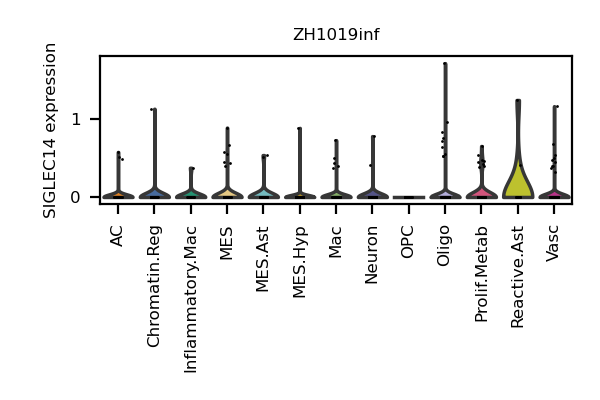 ZH1019inf
SIGLEC14 expression
1
0
AC
Chromatin.Reg
Inflammatory.Mac
MES
MES.Ast
MES.Hyp
Mac
Neuron
OPC
Oligo
Prolif.Metab
Reactive.Ast
Vasc